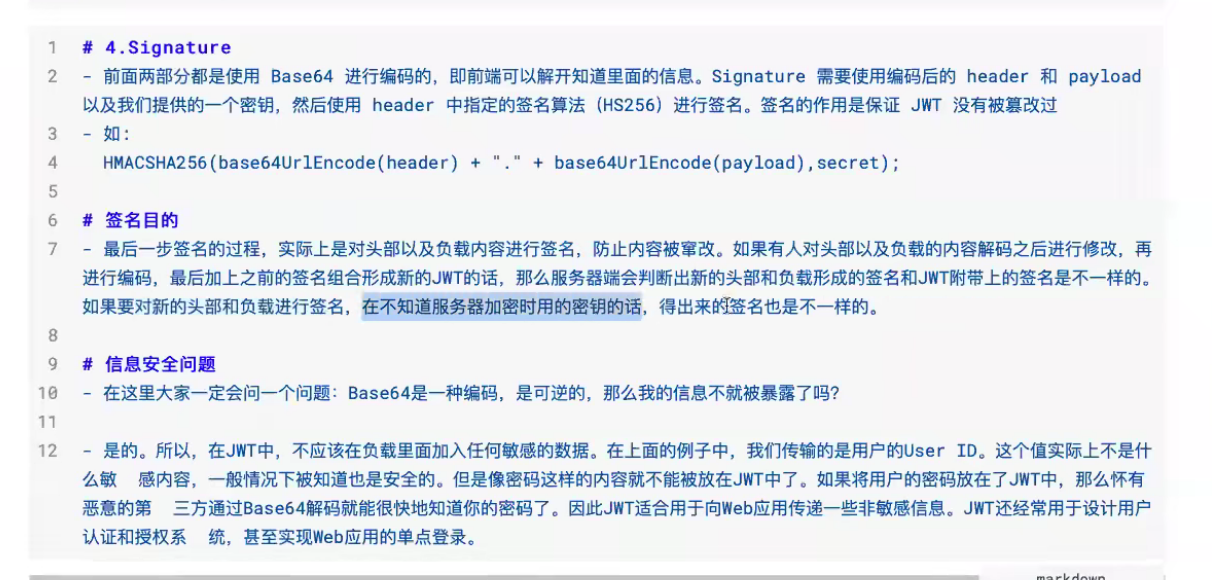 1 # 4.Signature
2 - 前面两部分都是使用 Base64 进行编码的，即前端可以解开知道里面的信息。Signature 需要使用编码后的 header 和 payload
以及我们提供的一个密钥，然后使用 header 中指定的签名算法（HS256）进行签名。签名的作用是保证 JWT 没有被篡改过
3 - 如：
4 HMACSHA256(base64UrlEncode(header) + "." + base64UrlEncode(payload),secret);
5
6 # 签名目的
7 - 最后一步签名的过程，实际上是对头部以及负载内容进行签名，防止内容被窜改。如果有人对头部以及负载的内容解码之后进行修改，再
进行编码，最后加上之前的签名组合形成新的JWT的话，那么服务器端会判断出新的头部和负载形成的签名和JWT附带上的签名是不一样的。
如果要对新的头部和负载进行签名，在不知道服务器加密时用的密钥的话，得出来的签名也是不一样的。
8
9 # 信息安全问题
10 - 在这里大家一定会问一个问题：Base64是一种编码，是可逆的，那么我的信息不就被暴露了吗？
11
12 - 是的。所以，在JWT中，不应该在负载里面加入任何敏感的数据。在上面的例子中，我们传输的是用户的User ID。这个值实际上不是什
么敏 感内容，一般情况下被知道也是安全的。但是像密码这样的内容就不能被放在JWT中了。如果将用户的密码放在了JWT中，那么怀有
恶意的第 三方通过Base64解码就能很快地知道你的密码了。因此JWT适合用于向Web应用传递一些非敏感信息。JWT还经常用于设计用户
认证和授权系 统，甚至实现Web应用的单点登录。
markdown